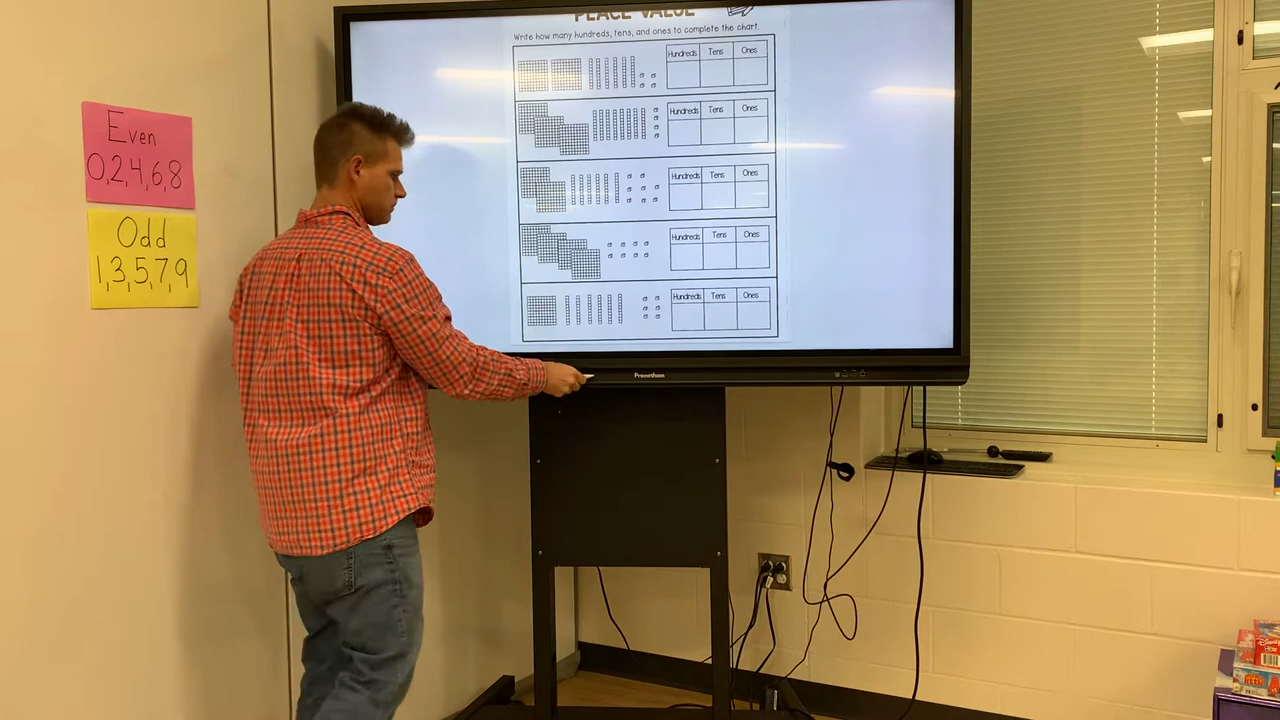 PLACE VALUE
Write how many hundreds, tens, and ones to complete the chart.
Hundreds Tens Ones
Hundreds Tens Ones
Hundreds Tens Ones
Hundreds Tens Ones
Hundreds Tens Ones
Promethean
Even
0,2,4,6,8
Odd
1,3,5,7,9